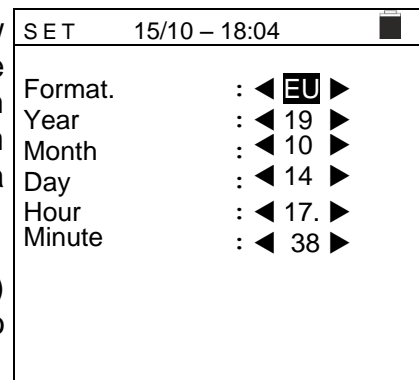 SET 15/10 – 18:04
Format. : ◀ EU ▶
Year : ◀ 19 ▶
Month : ◀ 10 ▶
Day : ◀ 14 ▶
Hour : ◀ 17. ▶
Minute : ◀ 38 ▶